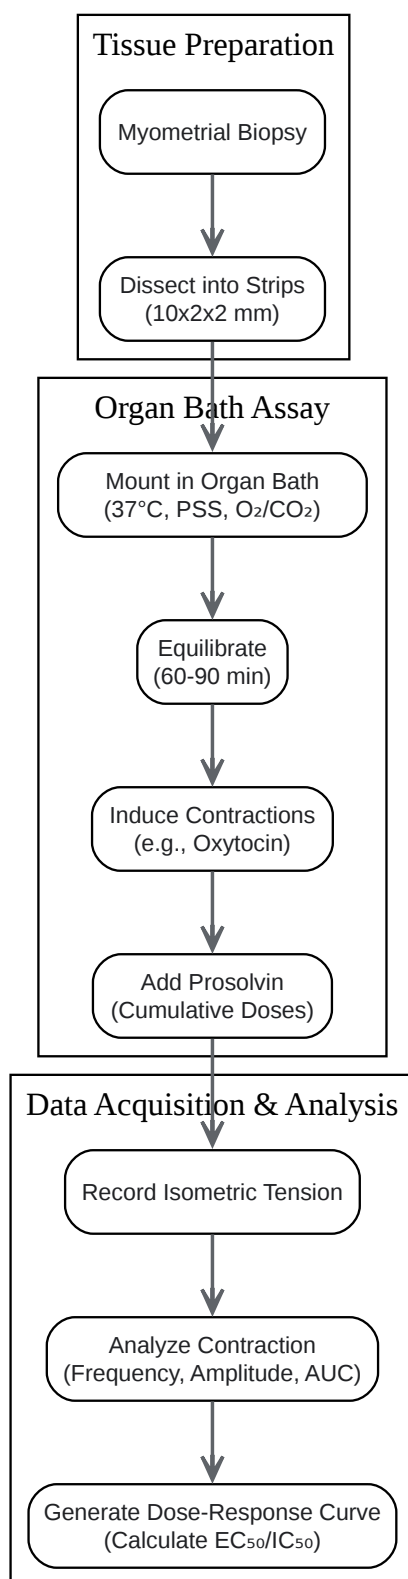 Tissue Preparation
Myometrial Biopsy
Dissect into Strips
(10x2x2 mm)
Organ Bath Assay
Mount in Organ Bath
(37°C, PSS, O₂/CO₂)
Equilibrate
(60-90 min)
Induce Contractions
(e.g., Oxytocin)
Add Prosolvin
(Cumulative Doses)
Data Acquisition & Analysis
Record Isometric Tension
Analyze Contraction
(Frequency, Amplitude, AUC)
Generate Dose-Response Curve
(Calculate EC₅₀/IC₅₀)